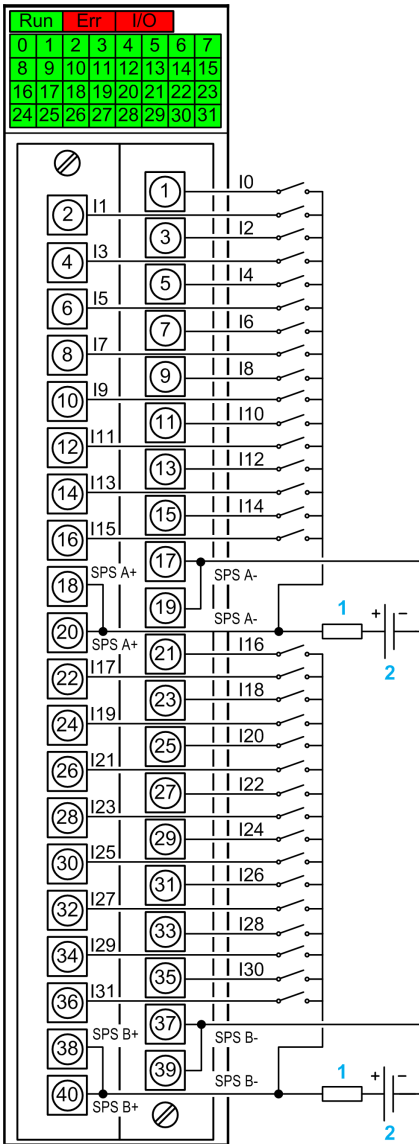 Run Err I/O
0 1 2 3 4 5 6 7
8 9 10 11 12 13 14 15
16 17 18 19 20 21 22 23
24 25 26 27 28 29 30 31
1 I0
2 I1
3 I2
4 I3
5 I4
6 I5
7 I6
8 I7
9 I8
10 I9
11 I10
12 I11
13 I12
14 I13
15 I14
16 I15
17 SPS A-
18 SPS A+
19 SPS A-
20 SPS A+
1 + −
2
21 I16
22 I17
23 I18
24 I19
25 I20
26 I21
27 I22
28 I23
29 I24
30 I25
31 I26
32 I27
33 I28
34 I29
35 I30
36 I31
37 SPS B-
38 SPS B+
39 SPS B-
40 SPS B+
1 + −
2